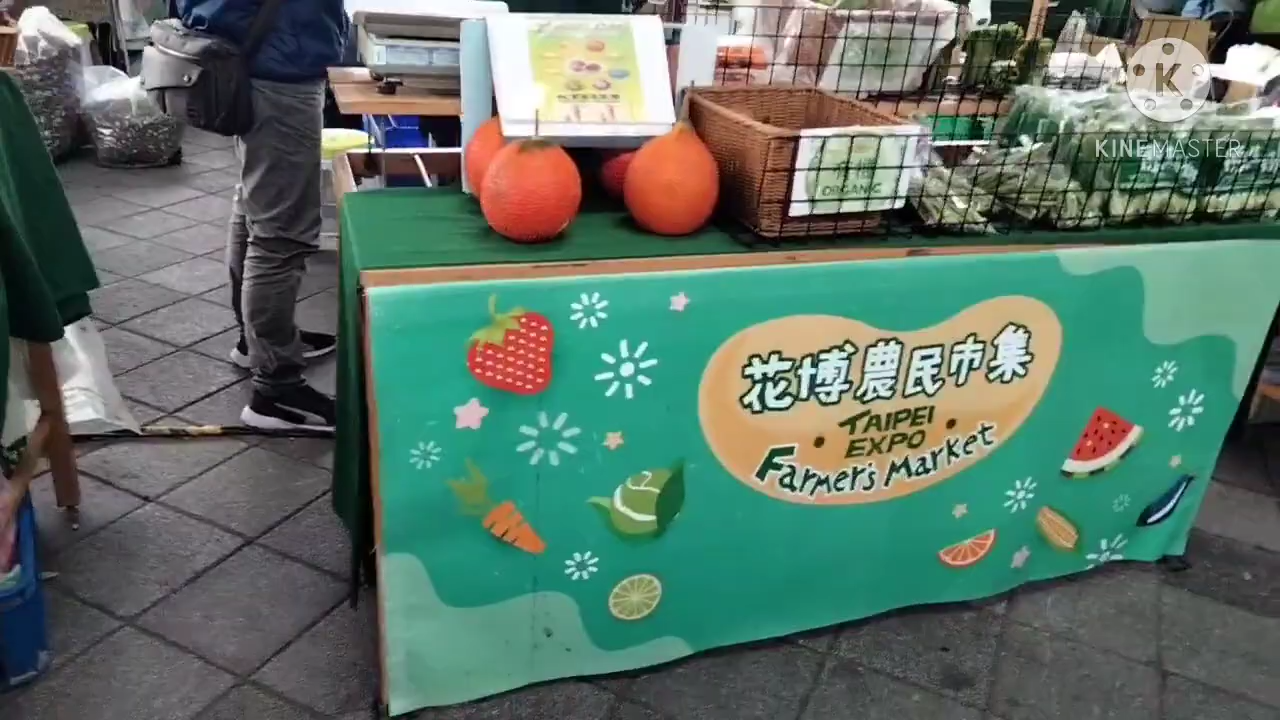 K
KINEMASTER
ORGANIC
花博農民市集
TAIPEI
EXPO
Farmer's Market